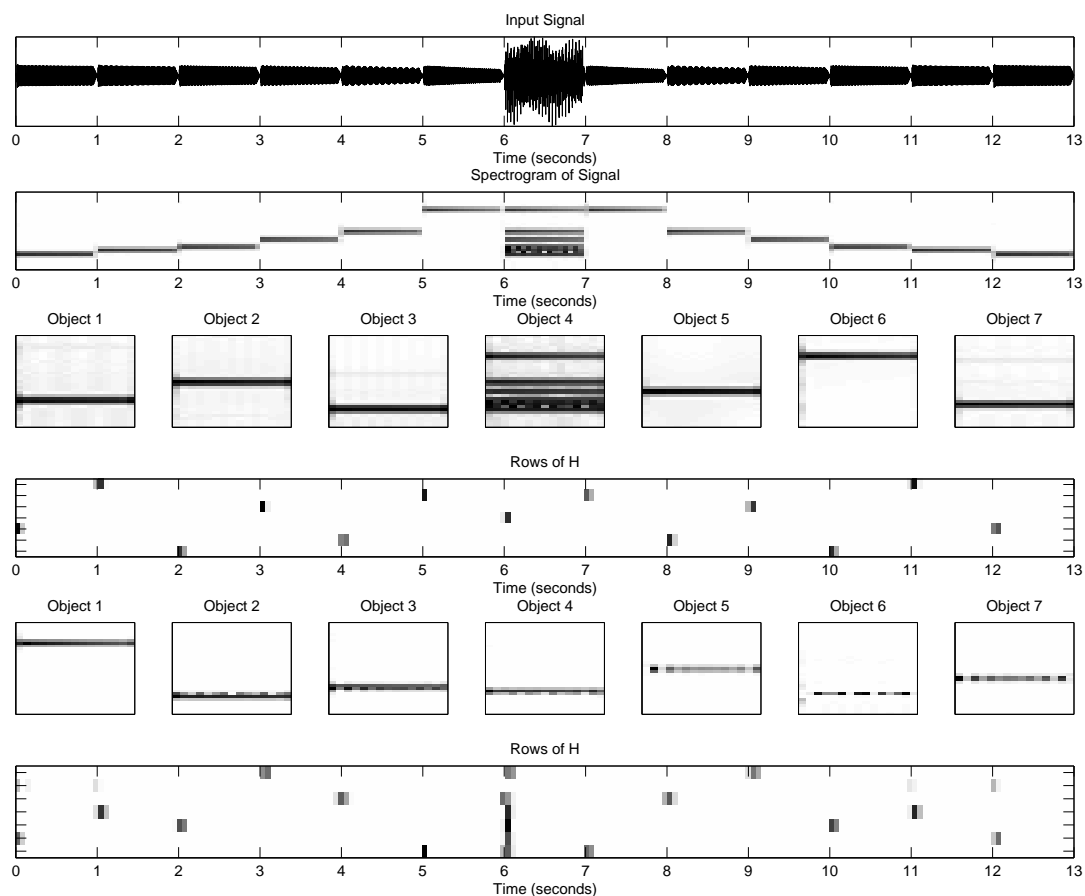 Input Signal
0 1 2 3 4 5 6 7 8 9 10 11 12 13
Time (seconds)
Spectrogram of Signal
0 1 2 3 4 5 6 7 8 9 10 11 12 13
Time (seconds)
Object 1 Object 2 Object 3 Object 4 Object 5 Object 6 Object 7
Rows of H
0 1 2 3 4 5 6 7 8 9 10 11 12 13
Time (seconds)
Object 1 Object 2 Object 3 Object 4 Object 5 Object 6 Object 7
Rows of H
0 1 2 3 4 5 6 7 8 9 10 11 12 13
Time (seconds)